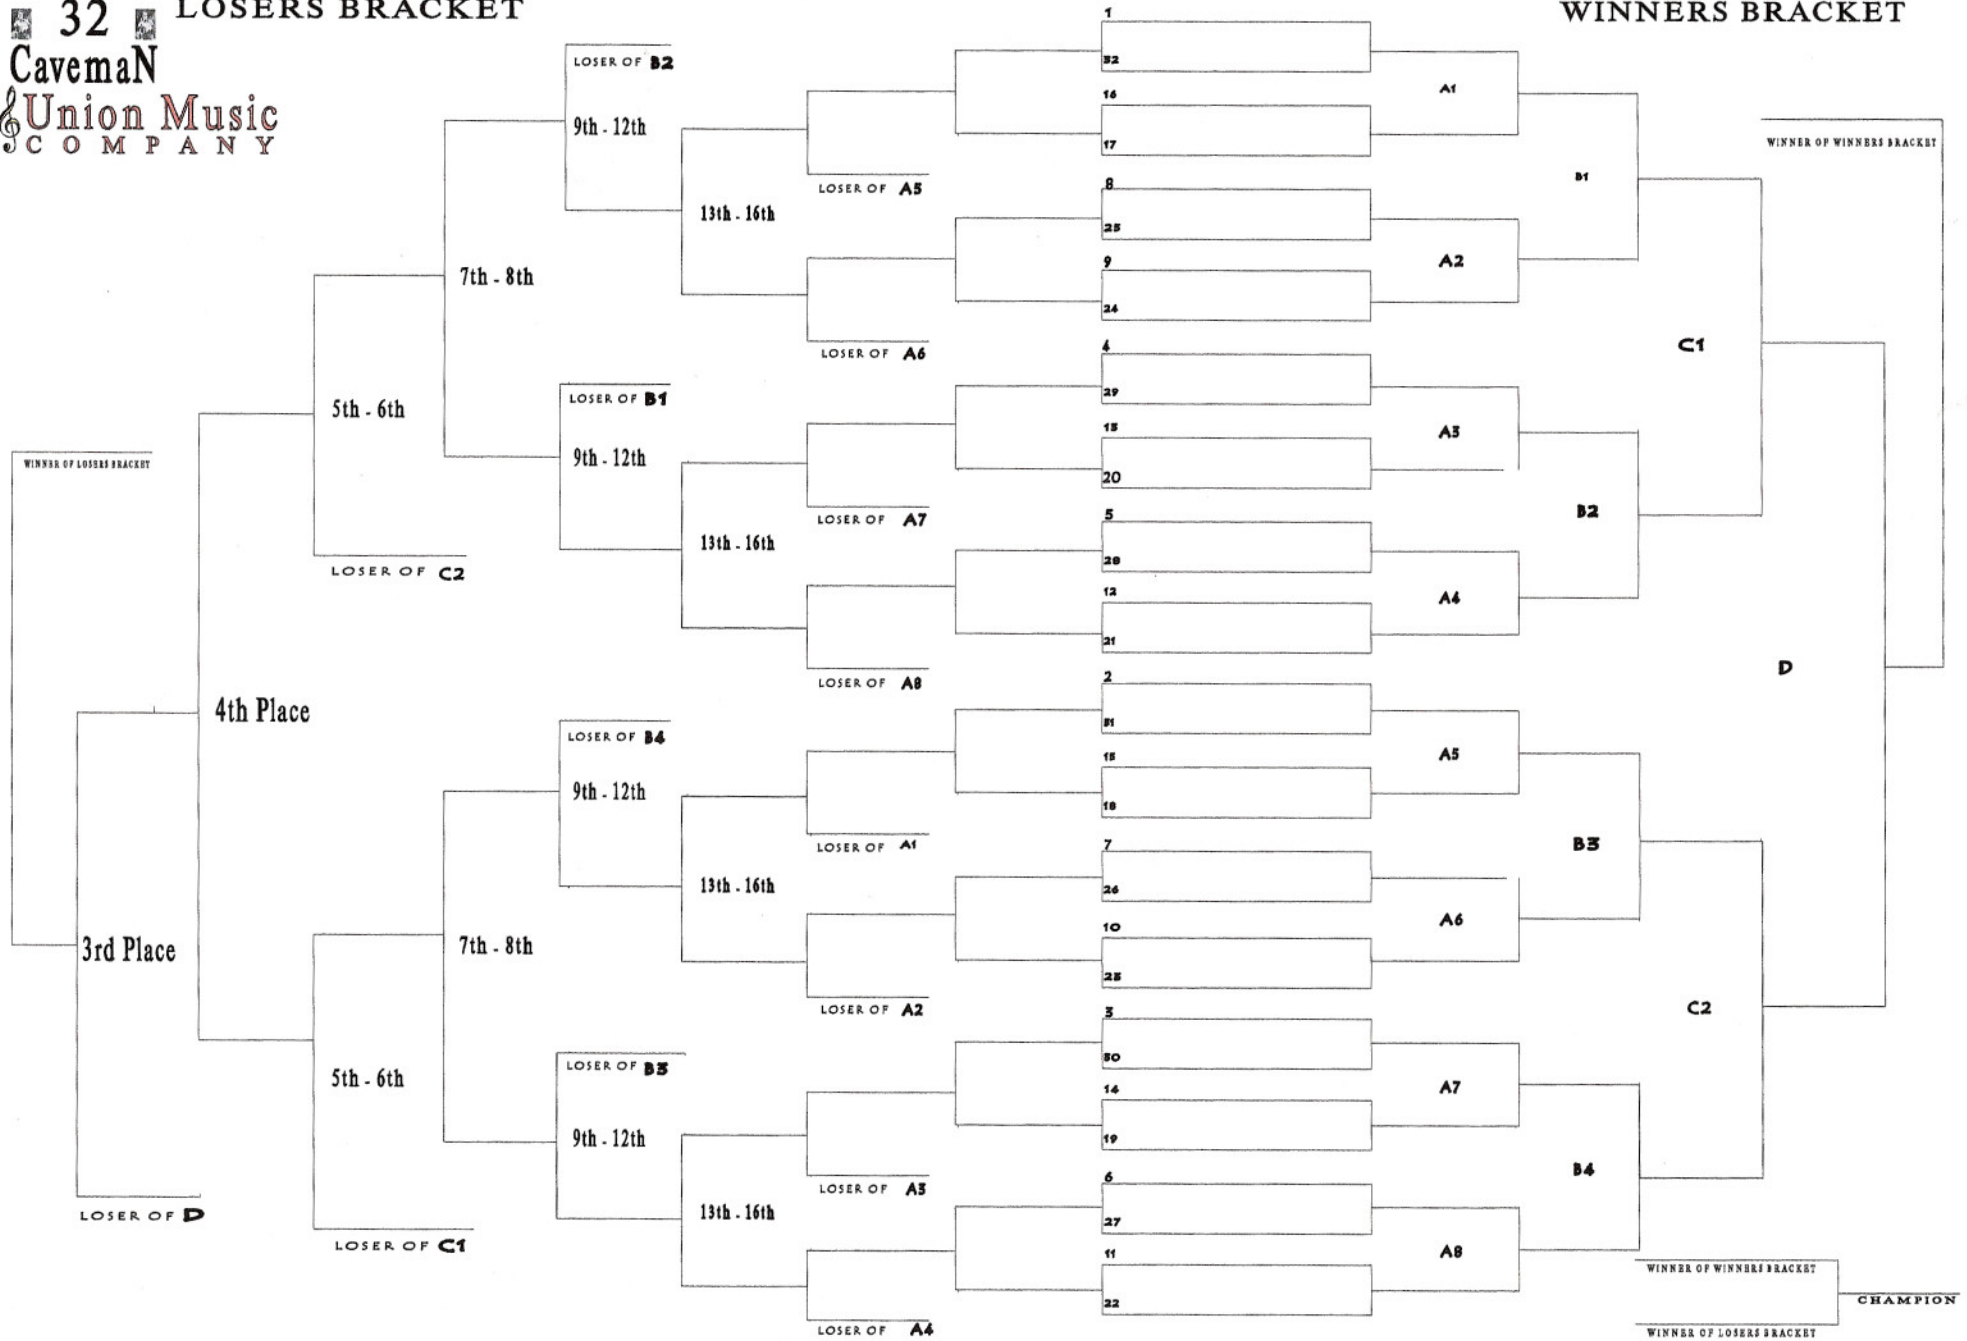 32 LOSERS BRACKET
CavemaN
Union Music
COMPANY
WINNERS BRACKET
LOSER OF B2
9th - 12th
LOSER OF A5
13th - 16th
7th - 8th
LOSER OF A6
LOSER OF B1
5th - 6th
9th - 12th
WINNER OF LOSERS BRACKET
LOSER OF A7
13th - 16th
LOSER OF C2
LOSER OF A8
4th Place
LOSER OF B4
9th - 12th
LOSER OF A1
13th - 16th
7th - 8th
3rd Place
LOSER OF A2
LOSER OF B3
5th - 6th
9th - 12th
LOSER OF A3
LOSER OF D
13th - 16th
LOSER OF C1
LOSER OF A4
1
32
16
17
8
25
9
24
4
29
13
20
5
28
12
21
2
31
15
18
7
26
10
23
3
30
14
19
6
27
11
22
A1
A2
A3
A4
A5
A6
A7
A8
B1
B2
B3
B4
C1
C2
D
WINNER OF WINNERS BRACKET
WINNER OF WINNERS BRACKET
CHAMPION
WINNER OF LOSERS BRACKET